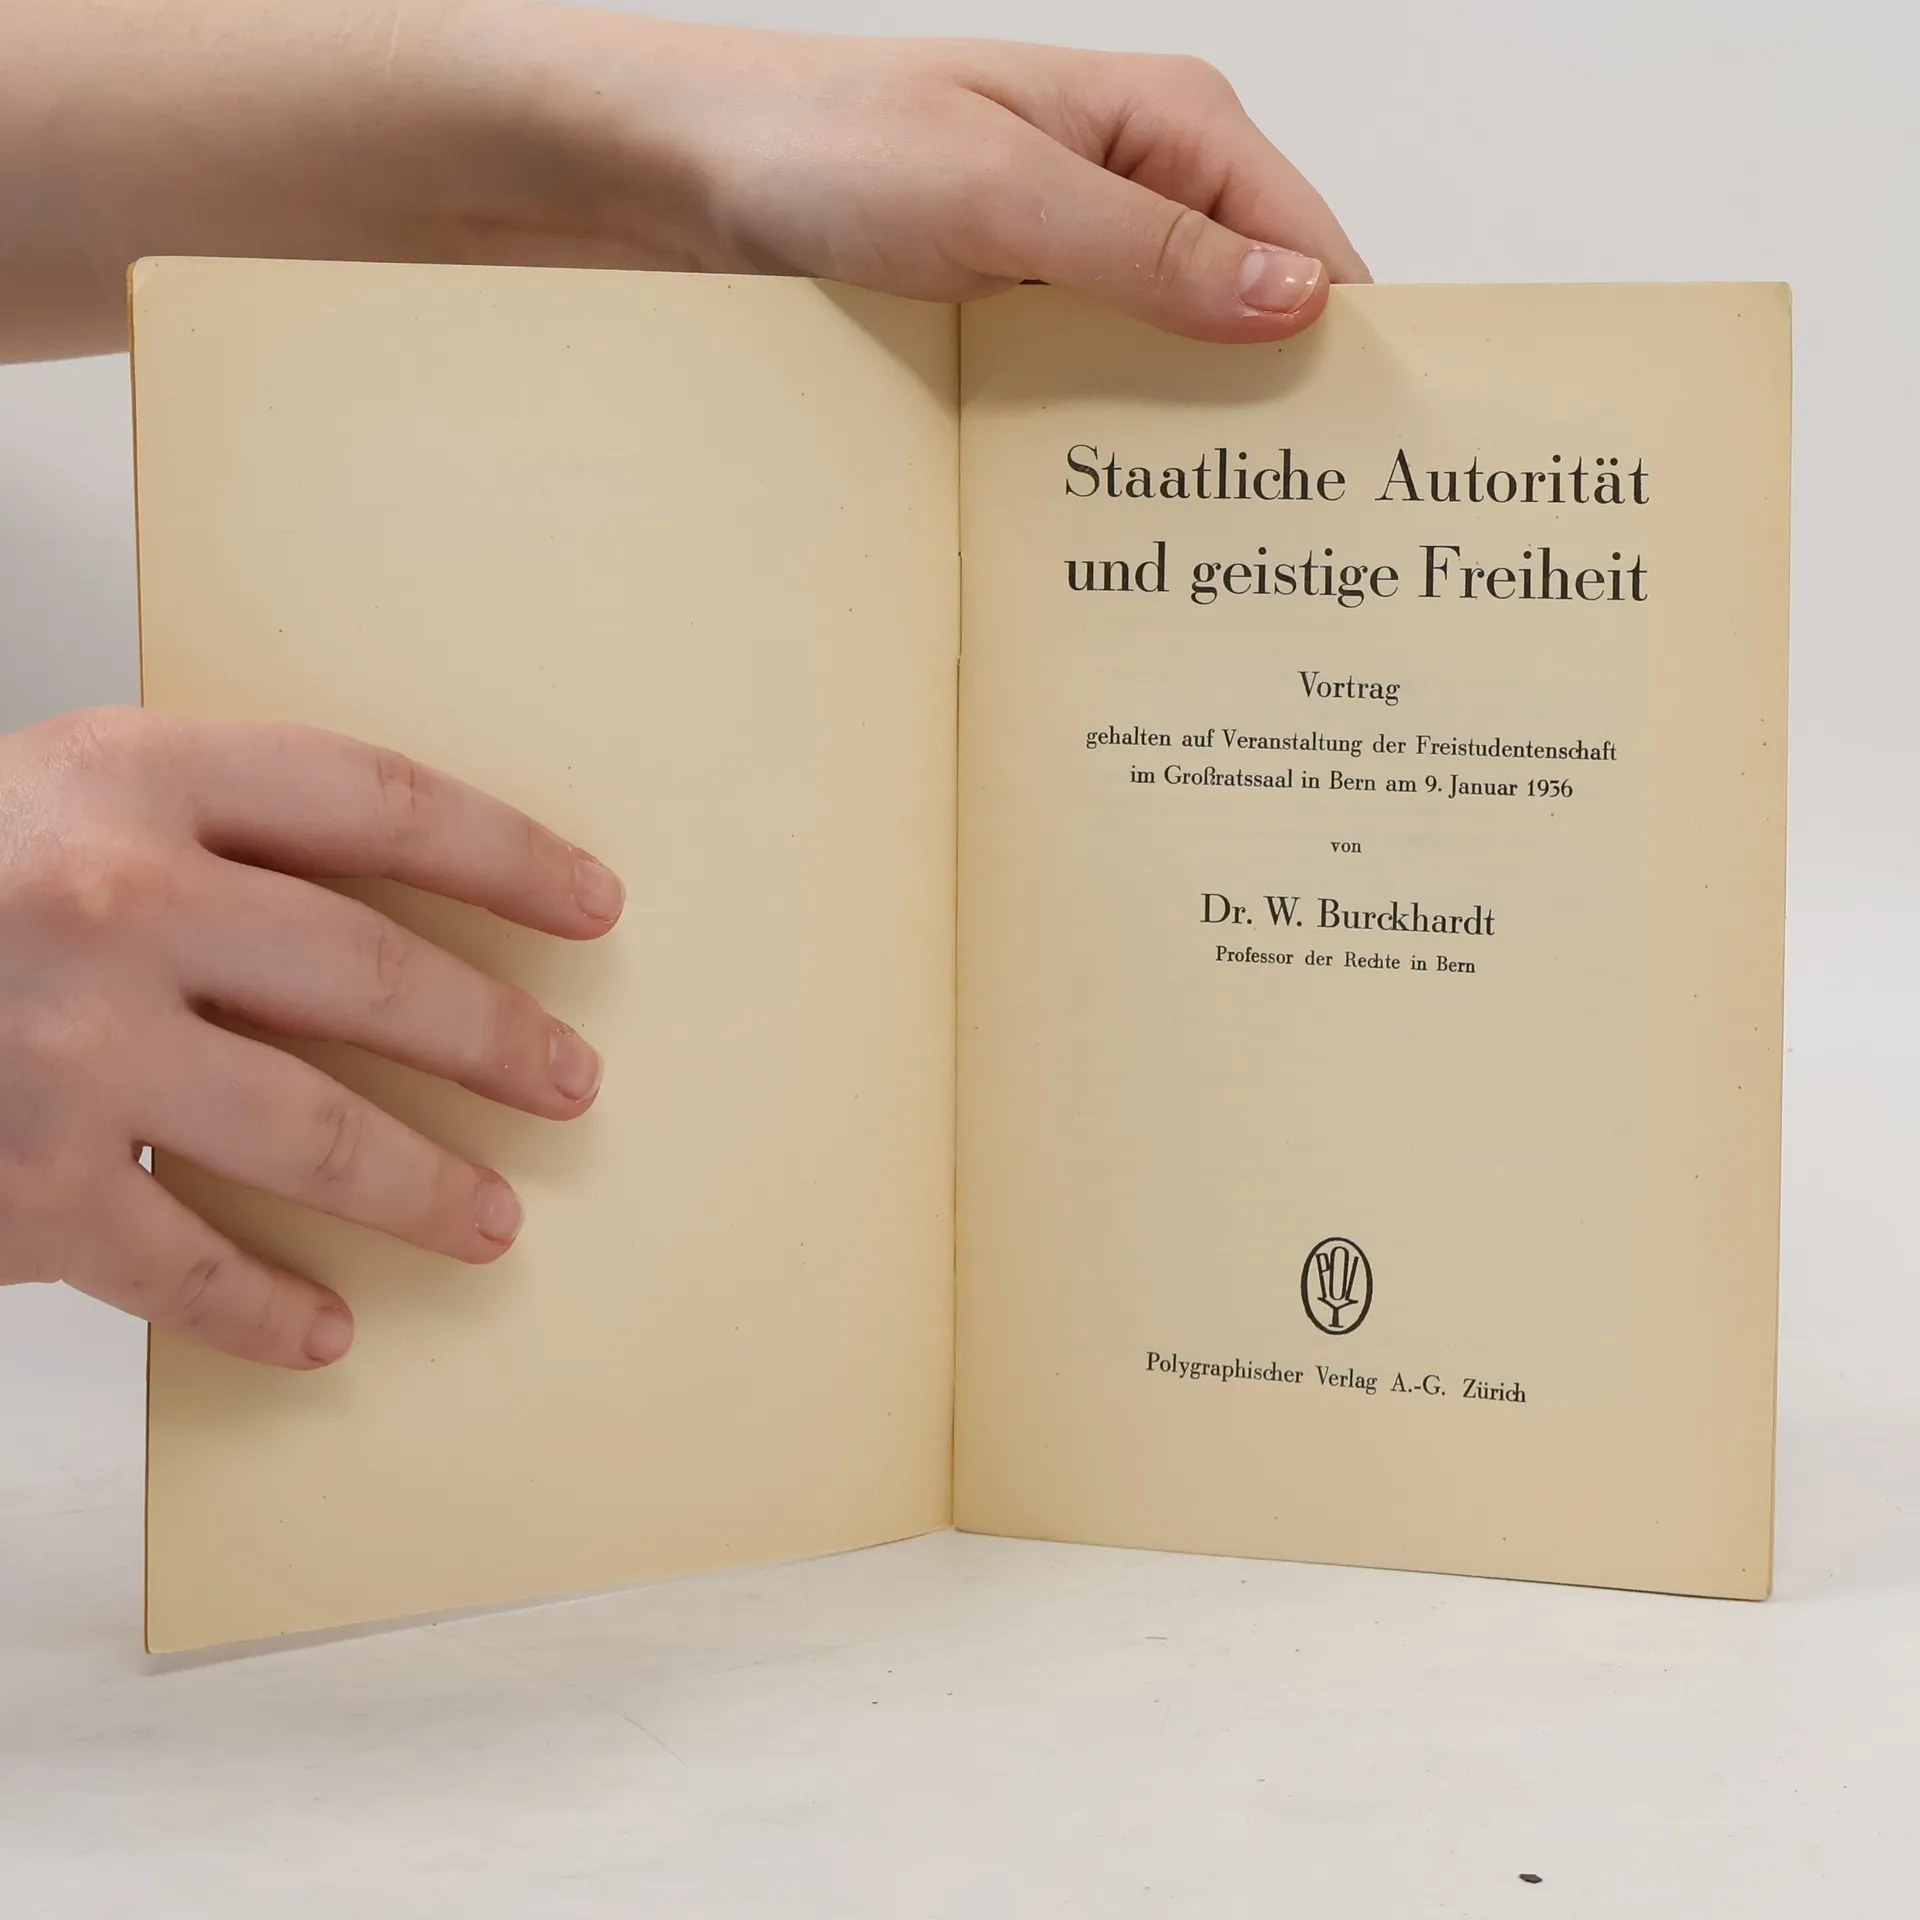 Staatliche Autorität
und geistige Freiheit
Vortrag
gehalten auf Veranstaltung der Freistudentenschaft
im Großratssaal in Bern am 9. Januar 1936
von
Dr. W. Burckhardt
Professor der Rechte in Bern
POLY
Polygraphischer Verlag A.-G. Zürich